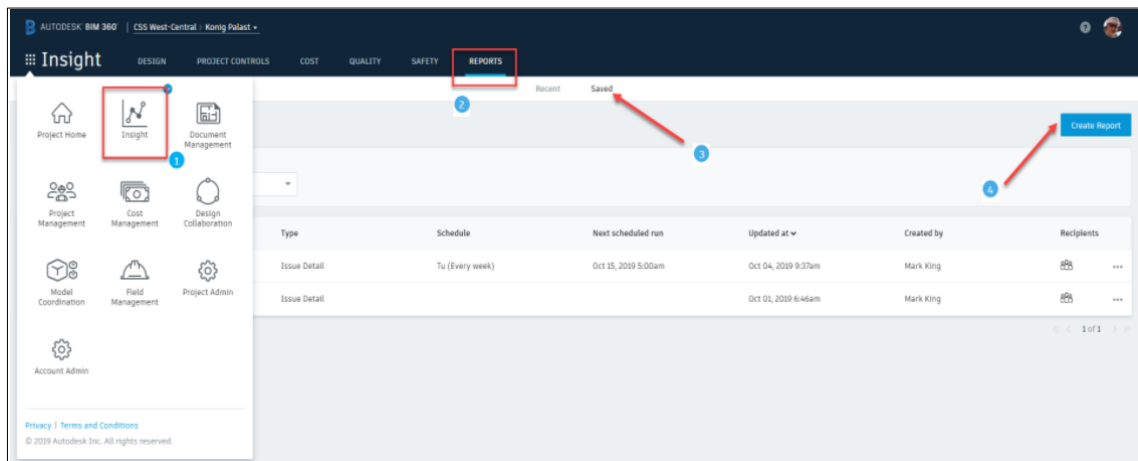 AUTODESK BIM 360° | CSS West-Central › Konig Palast
Insight DESIGN PROJECT CONTROLS COST QUALITY SAFETY REPORTS
2
Recent Saved
Project Home Insight Document Management
1
3
Create Report
4
Project Management Cost Management Design Collaboration
Type Schedule Next scheduled run Updated at Created by Recipients
Issue Detail Tu (Every week) Oct 15, 2019 5:00am Oct 04, 2019 9:37am Mark King
Model Coordination Field Management Project Admin
Issue Detail Oct 01, 2019 6:46am Mark King
1 of 1
Account Admin
Privacy | Terms and Conditions
© 2019 Autodesk Inc. All rights reserved.